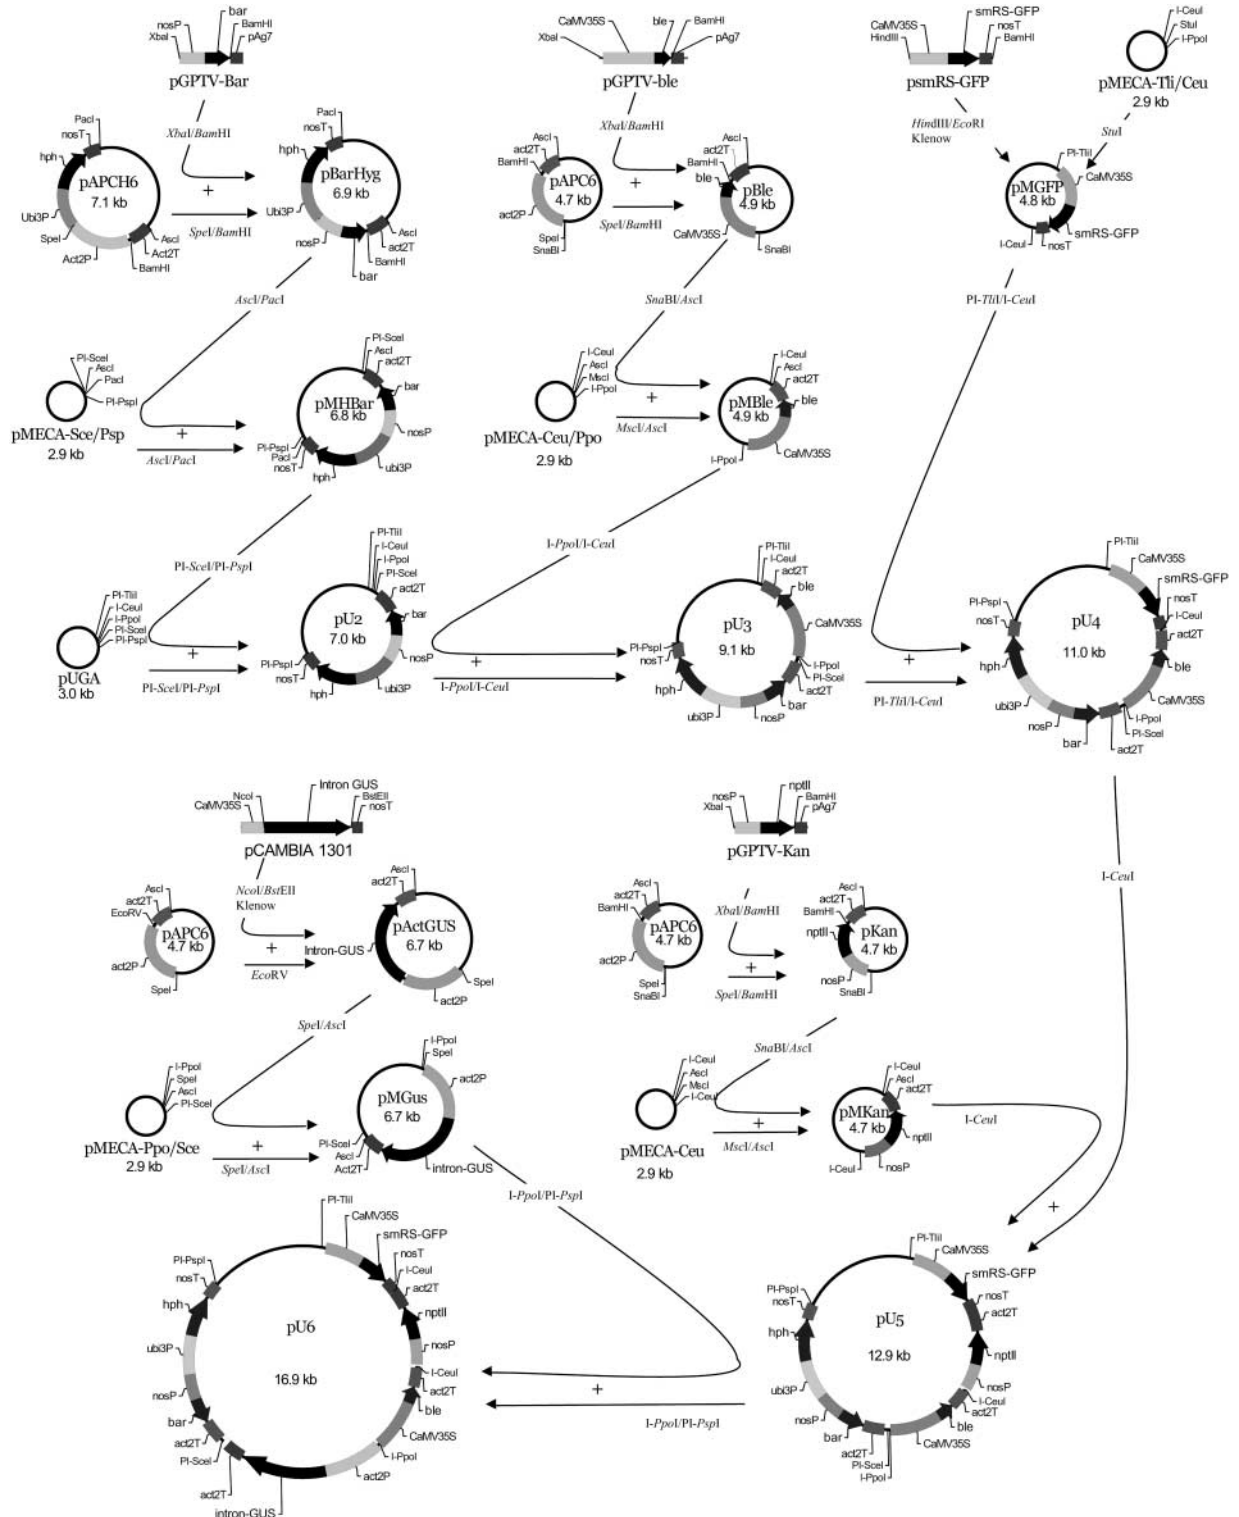 bar
nosP
BamHI
XbaI
pAg7
pGPTV-Bar
XbaI/BamHI
CaMV35S
ble
BamHI
XbaI
pAg7
pGPTV-ble
XbaI/BamHI
smRS-GFP
CaMV35S
nosT
HindIII
BamHI
psmRS-GFP
HindIII/EcoRI
Klenow
I-CeuI
StuI
I-PpoI
pMECA-Tli/Ceu
2.9 kb
StuI
PacI
nosT
hph
pAPCH6
7.1 kb
Ubi3P
SpeI
Act2P
AscI
Act2T
BamHI
+
SpeI/BamHI
PacI
nosT
hph
pBarHyg
6.9 kb
Ubi3P
nosP
AscI
act2T
BamHI
bar
AscI
act2T
BamHI
pAPC6
4.7 kb
act2P
SpeI
SnaBI
+
SpeI/BamHI
AscI
act2T
BamHI
ble
pBle
4.9 kb
CaMV35S
SnaBI
PI-TliI
CaMV35S
pMGFP
4.8 kb
smRS-GFP
I-CeuI
nosT
AscI/PacI
SnaBI/AscI
PI-TliI/I-CeuI
PI-SceI
AscI
PacI
PI-PspI
pMECA-Sce/Psp
2.9 kb
+
AscI/PacI
PI-SceI
AscI
act2T
bar
pMHBar
6.8 kb
nosP
PI-PspI
PacI
nosT
ubi3P
hph
I-CeuI
AscI
MscI
I-PpoI
pMECA-Ceu/Ppo
2.9 kb
+
MscI/AscI
I-CeuI
AscI
act2T
ble
pMBle
4.9 kb
CaMV35S
I-PpoI
PI-SceI/PI-PspI
I-PpoI/I-CeuI
PI-TliI
I-CeuI
I-PpoI
PI-SceI
PI-PspI
pUGA
3.0 kb
+
PI-SceI/PI-PspI
PI-TliI
I-CeuI
I-PpoI
PI-SceI
act2T
bar
pU2
7.0 kb
nosP
PI-PspI
nosT
ubi3P
hph
+
I-PpoI/I-CeuI
PI-TliI
I-CeuI
act2T
ble
pU3
9.1 kb
CaMV35S
PI-PspI
nosT
I-PpoI
PI-SceI
act2T
hph
bar
ubi3P
nosP
+
PI-TliI/I-CeuI
PI-TliI
CaMV35S
smRS-GFP
nosT
I-CeuI
act2T
ble
PI-PspI
nosT
pU4
11.0 kb
hph
CaMV35S
ubi3P
I-PpoI
nosP
PI-SceI
bar
act2T
Intron GUS
NcoI
BstEII
CaMV35S
nosT
pCAMBIA 1301
NcoI/BstEII
Klenow
nptII
nosP
BamHI
XbaI
pAg7
pGPTV-Kan
XbaI/BamHI
I-CeuI
AscI
act2T
EcoRV
pAPC6
4.7 kb
act2P
SpeI
+
EcoRV
AscI
act2T
pActGUS
6.7 kb
Intron-GUS
SpeI
act2P
AscI
act2T
BamHI
pAPC6
4.7 kb
act2P
SpeI
SnaBI
+
SpeI/BamHI
AscI
act2T
BamHI
nptII
pKan
4.7 kb
nosP
SnaBI
SpeI/AscI
SnaBI/AscI
I-PpoI
SpeI
AscI
PI-SceI
pMECA-Ppo/Sce
2.9 kb
+
SpeI/AscI
I-PpoI
SpeI
act2P
pMGus
6.7 kb
PI-SceI
AscI
Act2T
intron-GUS
I-CeuI
AscI
MscI
I-CeuI
pMECA-Ceu
2.9 kb
+
MscI/AscI
I-CeuI
AscI
act2T
pMKan
4.7 kb
nptII
nosP
I-CeuI
I-CeuI
+
I-PpoI/PI-PspI
PI-TliI
CaMV35S
smRS-GFP
nosT
I-CeuI
act2T
nptII
PI-PspI
nosT
hph
pU6
16.9 kb
ubi3P
nosP
nosP
I-CeuI
act2T
ble
bar
act2T
PI-SceI
CaMV35S
I-PpoI
act2P
act2T
intron-GUS
+
I-PpoI/PI-PspI
PI-TliI
CaMV35S
smRS-GFP
nosT
act2T
PI-PspI
nosT
hph
pU5
12.9 kb
nptII
ubi3P
nosP
I-CeuI
act2T
nosP
ble
bar
CaMV35S
act2T
PI-SceI
I-PpoI